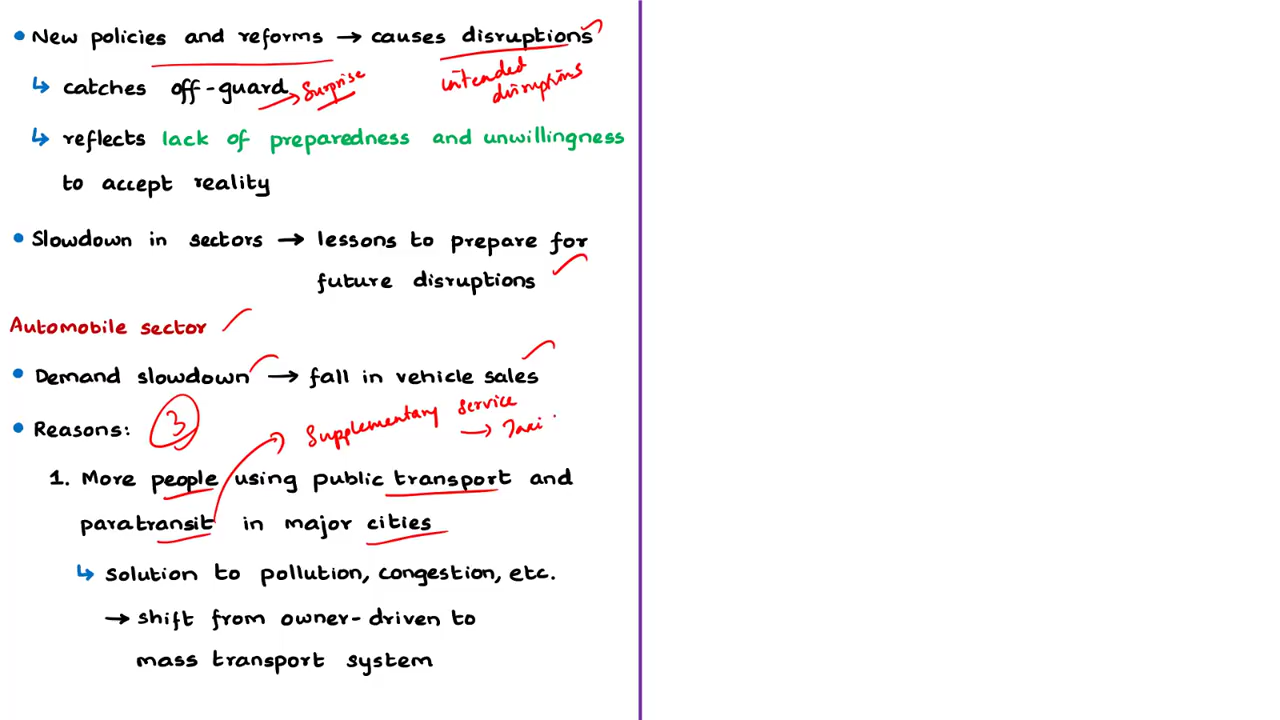 • New policies and reforms → causes disruptions
↳ catches off-guard → Surprise
intended
disruptions
↳ reflects lack of preparedness and unwillingness
to accept reality
• Slowdown in sectors → lessons to prepare for
future disruptions
Automobile sector
• Demand slowdown → fall in vehicle sales
• Reasons: 3
Supplementary service
→ Taxi
1. More people using public transport and
paratransit in major cities
↳ solution to pollution, congestion, etc.
→ shift from owner-driven to
mass transport system